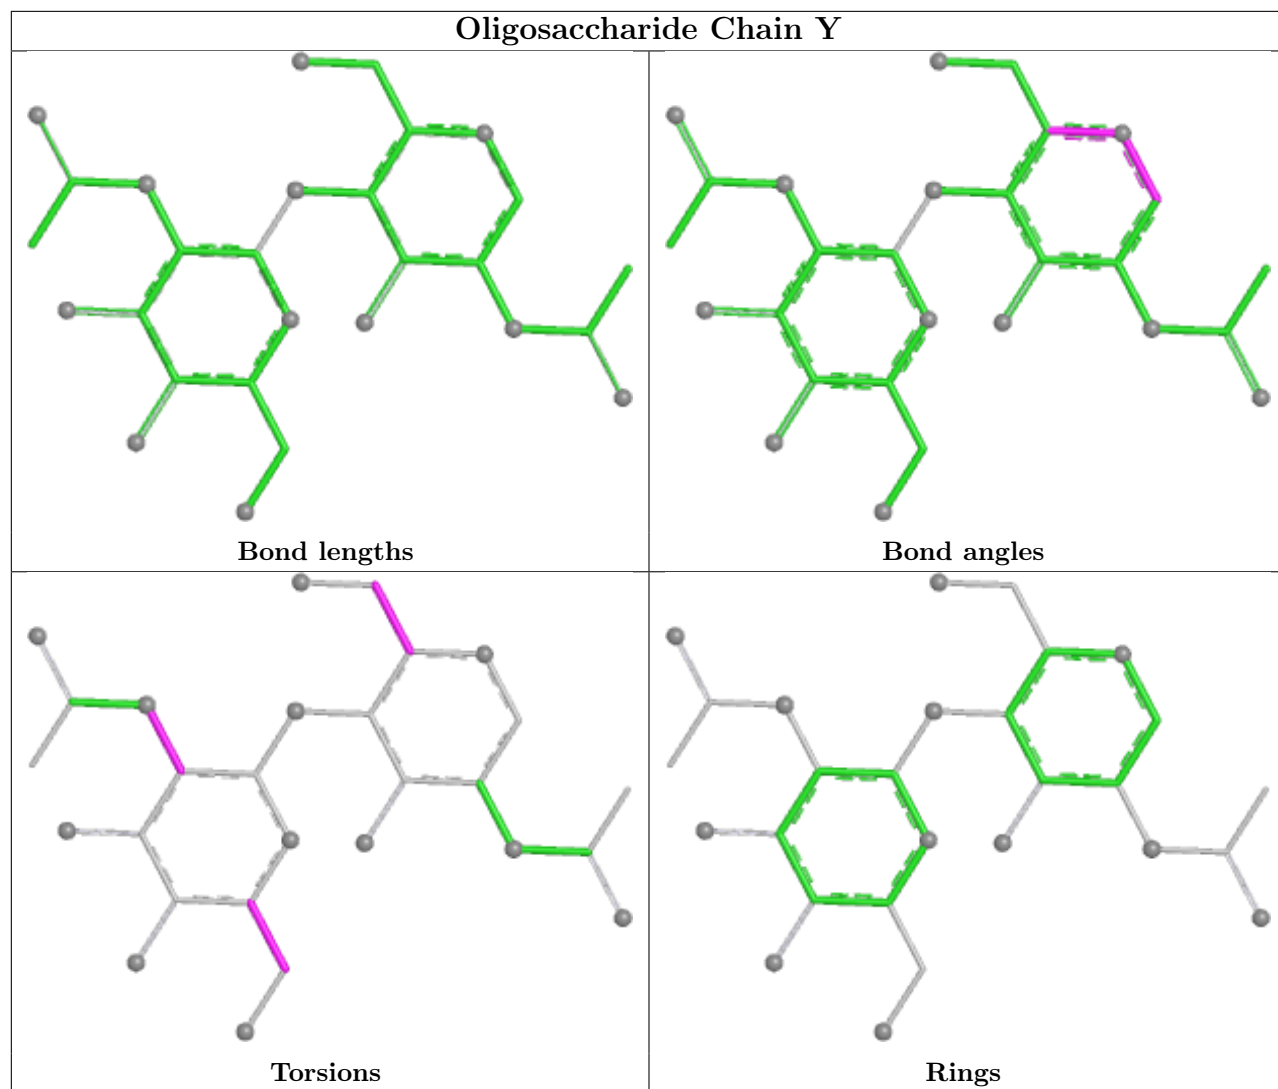 Oligosaccharide Chain Y
Bond lengths
Bond angles
Torsions
Rings